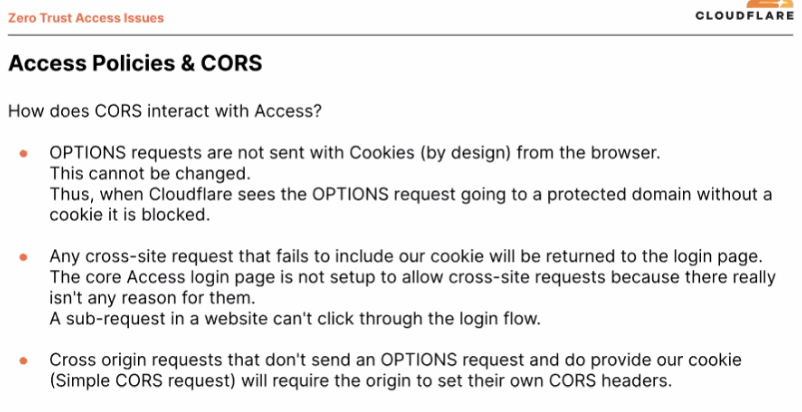 Zero Trust Access Issues
CLOUDFLARE
Access Policies & CORS
How does CORS interact with Access?
OPTIONS requests are not sent with Cookies (by design) from the browser.
This cannot be changed.
Thus, when Cloudflare sees the OPTIONS request going to a protected domain without a
cookie it is blocked.
Any cross-site request that fails to include our cookie will be returned to the login page.
The core Access login page is not setup to allow cross-site requests because there really
isn't any reason for them.
A sub-request in a website can't click through the login flow.
Cross origin requests that don't send an OPTIONS request and do provide our cookie
(Simple CORS request) will require the origin to set their own CORS headers.